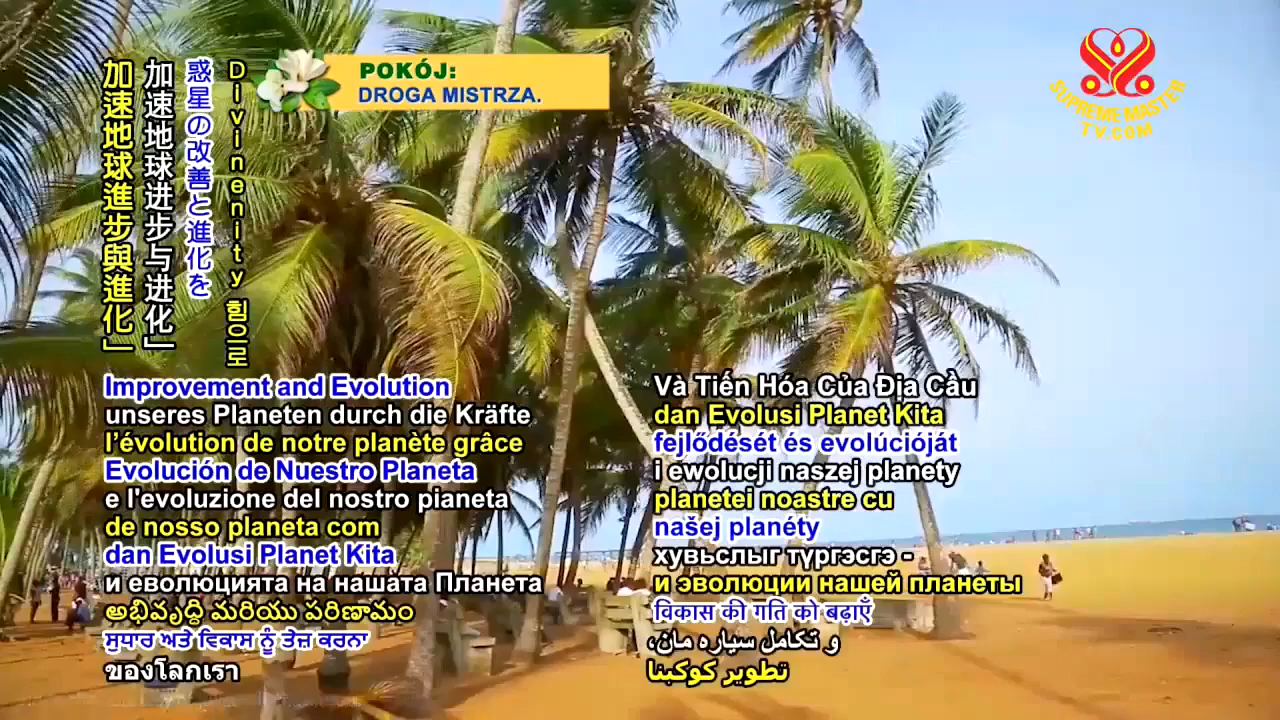 POKÓJ:
DROGA MISTRZA.
SUPREME MASTER
TV.COM
加速地球進步與進化」
加速地球进步与进化」
惑星の改善と進化を
Divinenity 힘으로
Improvement and Evolution
unseres Planeten durch die Kräfte
l’évolution de notre planète grâce
Evolución de Nuestro Planeta
e l'evoluzione del nostro pianeta
de nosso planeta com
dan Evolusi Planet Kita
и еволюцията на нашата Планета
అభివృద్ధి మరియు పరిణామం
ਸੁਧਾਰ ਅਤੇ ਵਿਕਾਸ ਨੂੰ ਤੇਜ਼ ਕਰਨਾ
ของโลกเรา
Và Tiến Hóa Của Địa Cầu
dan Evolusi Planet Kita
fejlődését és evolúcióját
i ewolucji naszej planety
planetei noastre cu
našej planéty
хувьслыг түргэсгэ -
и эволюции нашей планеты
विकास की गति को बढ़ाएँ
و تکامل سیاره مان،
تطوير كوكبنا